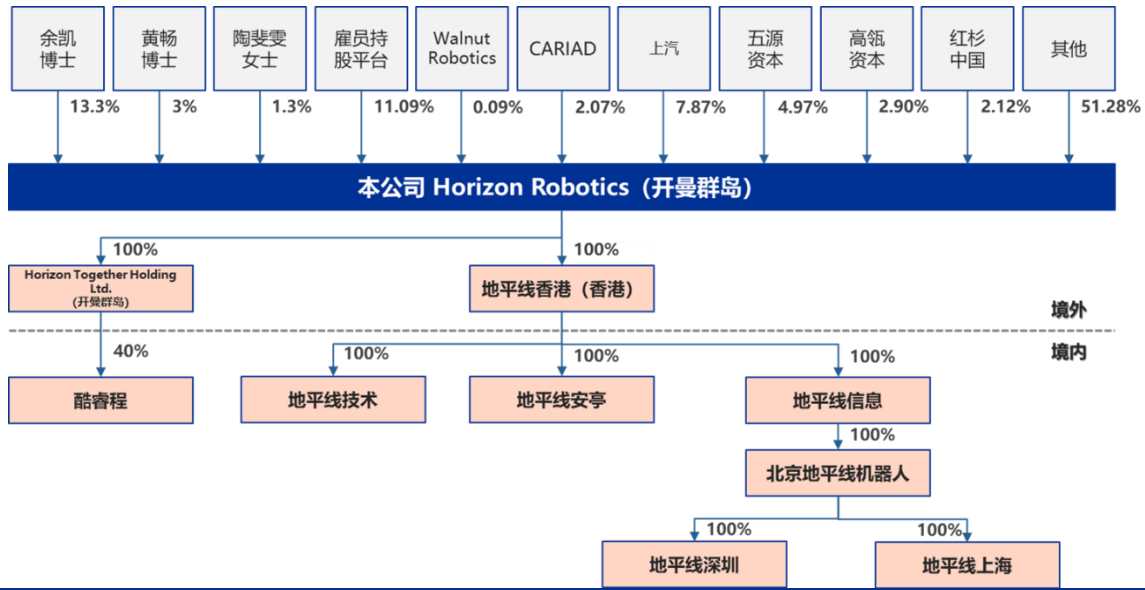 余凯
博士
黄畅
博士
陶斐雯
女士
雇员持
股平台
Walnut
Robotics
CARIAD
上汽
五源
资本
高瓴
资本
红杉
中国
其他
13.3%
3%
1.3%
11.09%
0.09%
2.07%
7.87%
4.97%
2.90%
2.12%
51.28%
本公司 Horizon Robotics（开曼群岛）
100%
100%
Horizon Together Holding
Ltd.
(开曼群岛)
地平线香港（香港）
境外
境内
40%
100%
100%
100%
酷睿程
地平线技术
地平线安亭
地平线信息
100%
北京地平线机器人
100%
100%
地平线深圳
地平线上海